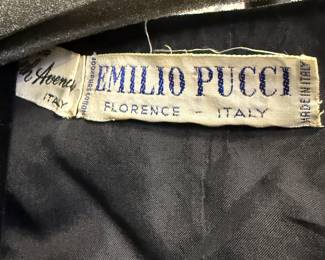 Avenue
ITALY
EMILIO PUCCI
FLORENCE - ITALY
MADE IN ITALY